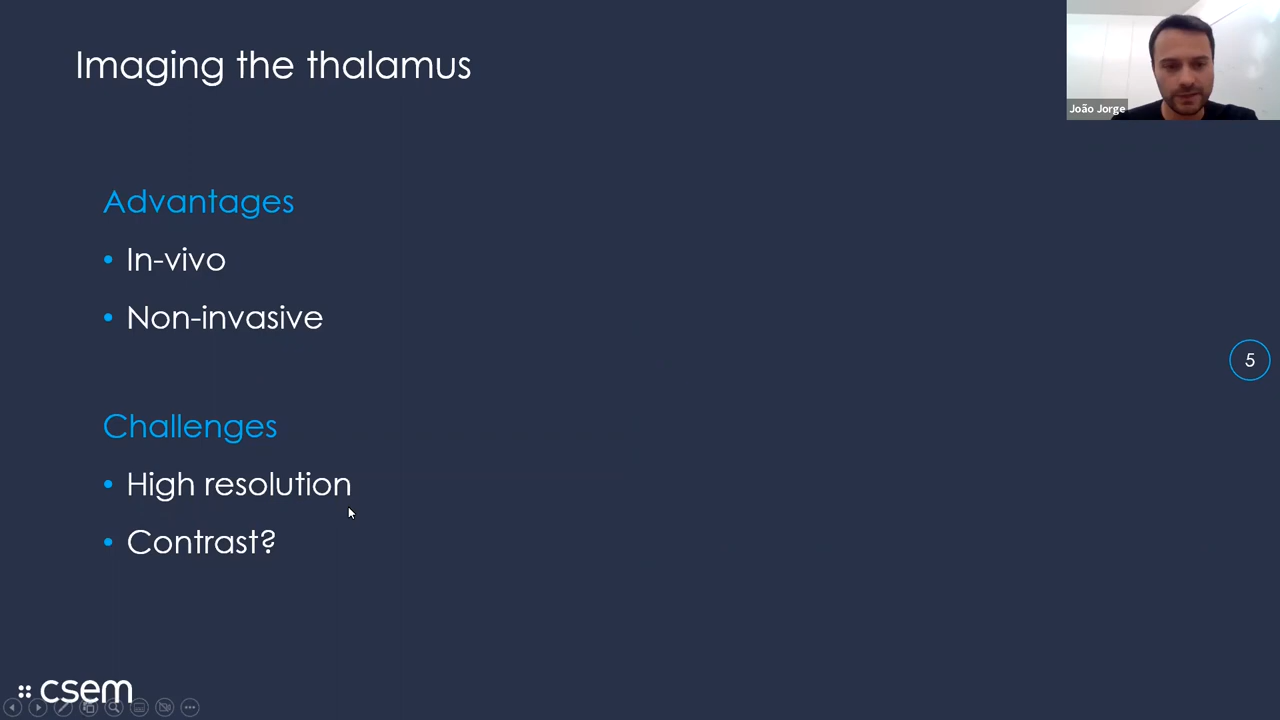 Imaging the thalamus
João Jorge
Advantages
• In-vivo
• Non-invasive
5
Challenges
• High resolution
• Contrast?
csem